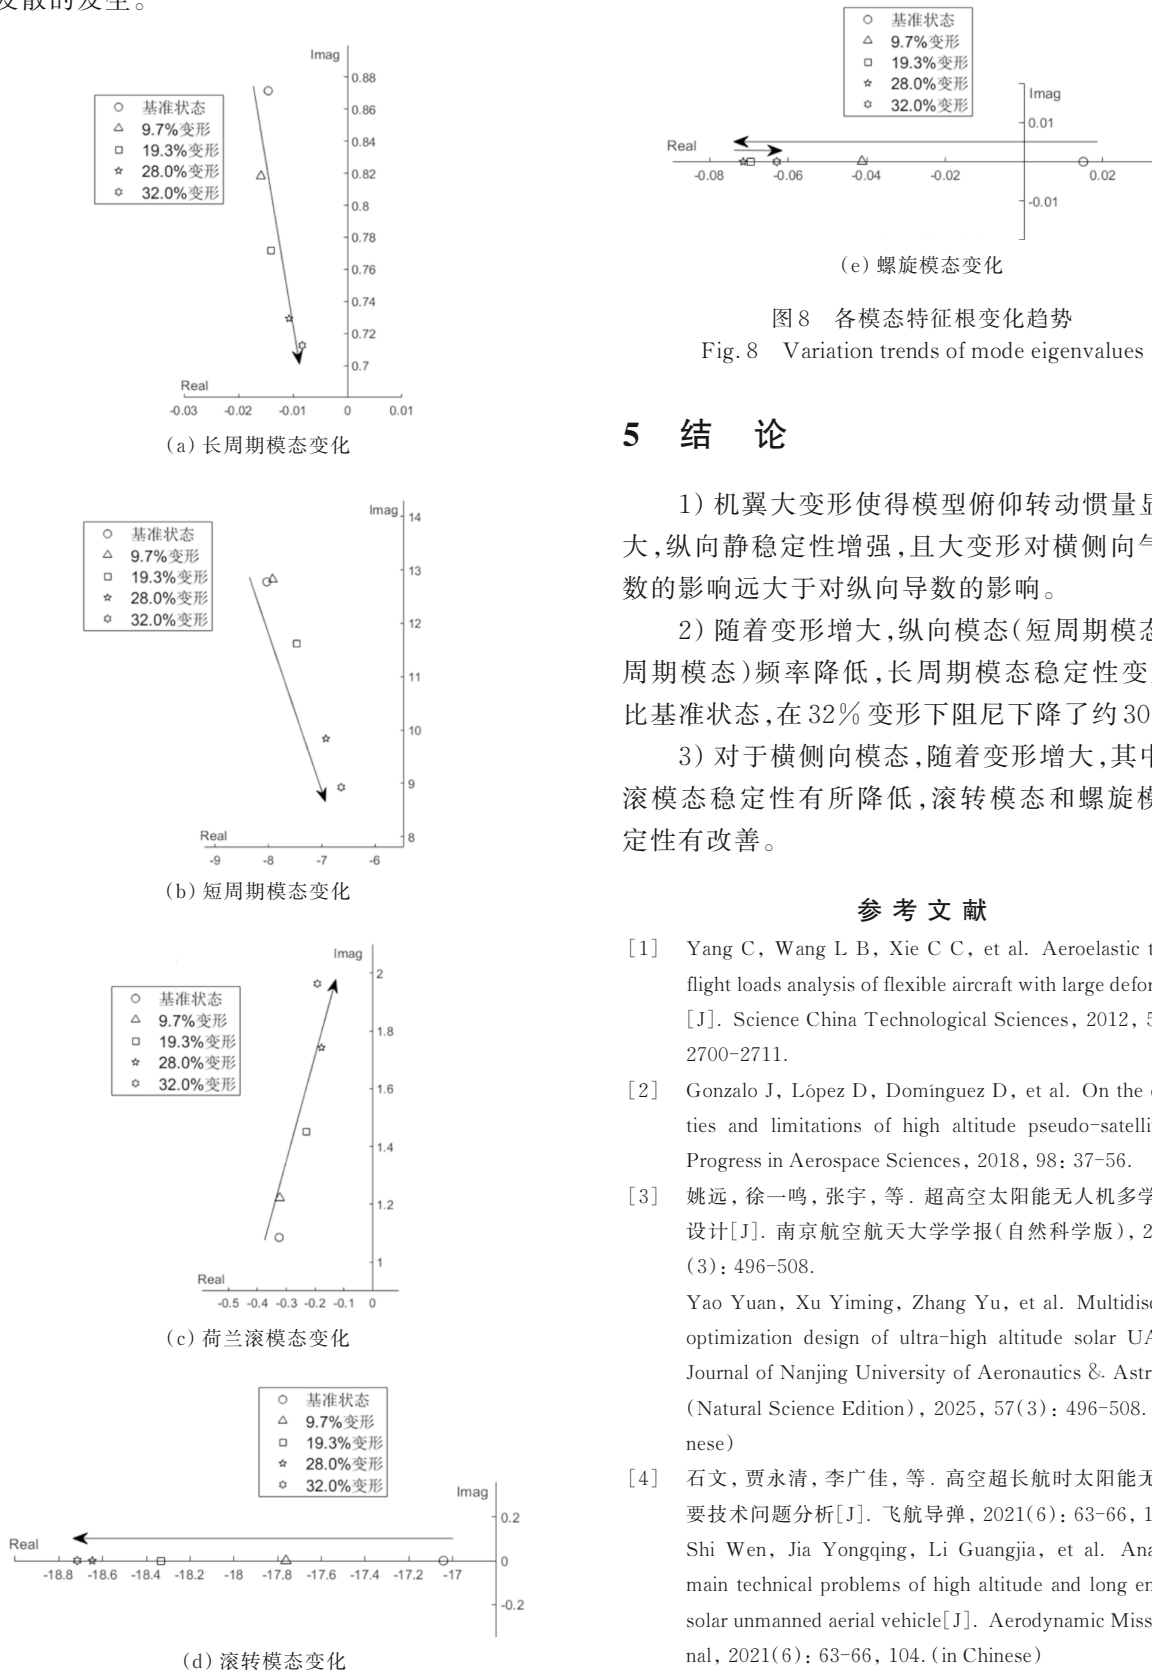 发散的发生。
Imag
基准状态
9.7%变形
19.3%变形
28.0%变形
32.0%变形
0.88
0.86
0.84
0.82
0.8
0.78
0.76
0.74
0.72
0.7
Real
-0.03 -0.02 -0.01 0 0.01
(a) 长周期模态变化
Imag
基准状态
9.7%变形
19.3%变形
28.0%变形
32.0%变形
14
13
12
11
10
9
8
Real
-9 -8 -7 -6
(b) 短周期模态变化
Imag
基准状态
9.7%变形
19.3%变形
28.0%变形
32.0%变形
2
1.8
1.6
1.4
1.2
1
Real
-0.5 -0.4 -0.3 -0.2 -0.1 0
(c) 荷兰滚模态变化
基准状态
9.7%变形
19.3%变形
28.0%变形
32.0%变形
Imag
0.2
Real
0
-18.8 -18.6 -18.4 -18.2 -18 -17.8 -17.6 -17.4 -17.2 -17
-0.2
(d) 滚转模态变化
基准状态
9.7%变形
19.3%变形
28.0%变形
32.0%变形
Imag
0.01
Real
-0.08 -0.06 -0.04 -0.02 0.02
-0.01
(e) 螺旋模态变化
图8 各模态特征根变化趋势
Fig. 8 Variation trends of mode eigenvalues
5 结 论
1) 机翼大变形使得模型俯仰转动惯量显
大,纵向静稳定性增强,且大变形对横侧向气
数的影响远大于对纵向导数的影响。
2) 随着变形增大,纵向模态(短周期模态
周期模态)频率降低,长周期模态稳定性变
比基准状态,在32%变形下阻尼下降了约30
3) 对于横侧向模态,随着变形增大,其中
滚模态稳定性有所降低,滚转模态和螺旋模
定性有改善。
参 考 文 献
[1] Yang C, Wang L B, Xie C C, et al. Aeroelastic t
flight loads analysis of flexible aircraft with large defor
[J]. Science China Technological Sciences, 2012, 5
2700-2711.
[2] Gonzalo J, López D, Domínguez D, et al. On the
ties and limitations of high altitude pseudo-satelli
Progress in Aerospace Sciences, 2018, 98: 37-56.
[3] 姚远, 徐一鸣, 张宇, 等. 超高空太阳能无人机多学
设计[J]. 南京航空航天大学学报(自然科学版), 2
(3): 496-508.
Yao Yuan, Xu Yiming, Zhang Yu, et al. Multidisc
optimization design of ultra-high altitude solar UA
Journal of Nanjing University of Aeronautics & Astr
(Natural Science Edition), 2025, 57(3): 496-508.
nese)
[4] 石文, 贾永清, 李广佳, 等. 高空超长航时太阳能无
要技术问题分析[J]. 飞航导弹, 2021(6): 63-66, 1
Shi Wen, Jia Yongqing, Li Guangjia, et al. Ana
main technical problems of high altitude and long en
solar unmanned aerial vehicle[J]. Aerodynamic Miss
nal, 2021(6): 63-66, 104. (in Chinese)